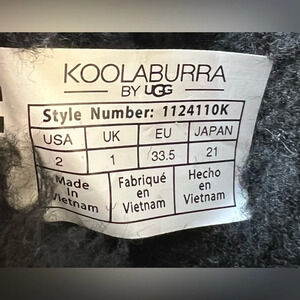 KOOLABURRA
BY UGG
Style Number: 1124110K
USA UK EU JAPAN
2 1 33.5 21
Made in Vietnam Fabriqué en Vietnam Hecho en Vietnam